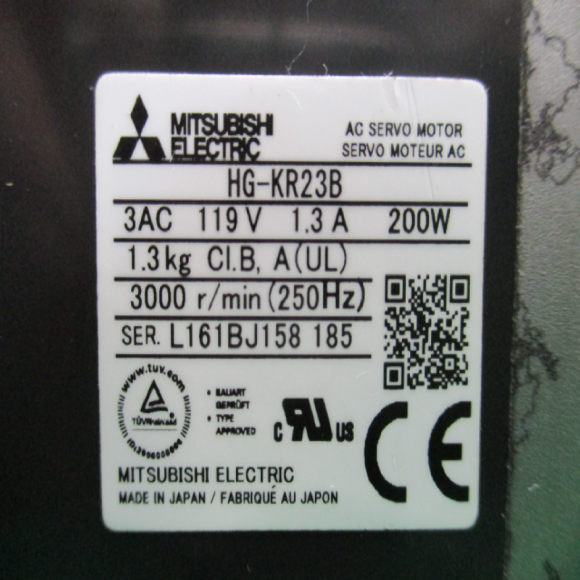 MITSUBISHI ELECTRIC
AC SERVO MOTOR
SERVO MOTEUR AC
HG-KR23B
3AC 119V 1.3A 200W
1.3kg Cl.B, A(UL)
3000 r/min(250Hz)
SER. L161BJ158 185
www.tuv.com
TÜVRheinland
• BAUART GEPRÜFT
• TYPE APPROVED
c RU US
CE
MITSUBISHI ELECTRIC
MADE IN JAPAN / FABRIQUÉ AU JAPON